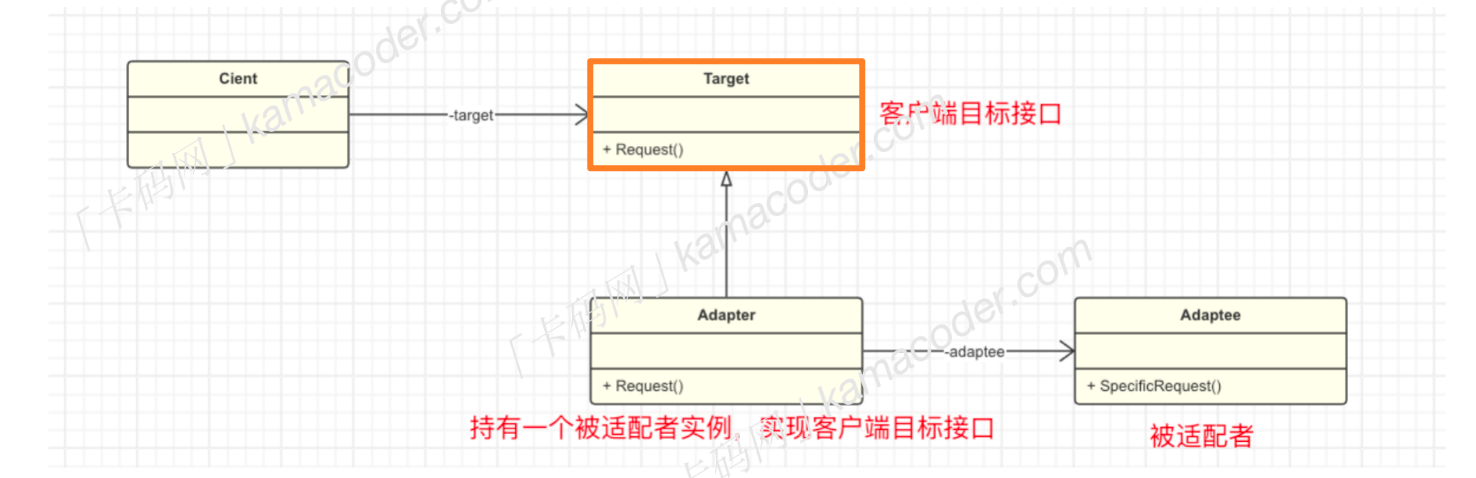 Cient
Target
-target
+ Request()
客户端目标接口
「卡码网」kamacoder.com
Adapter
Adaptee
-adaptee
+ Request()
+ SpecificRequest()
持有一个被适配者实例，实现客户端目标接口
被适配者
「卡码网」kamacoder.com
「卡码网」kamacoder.com